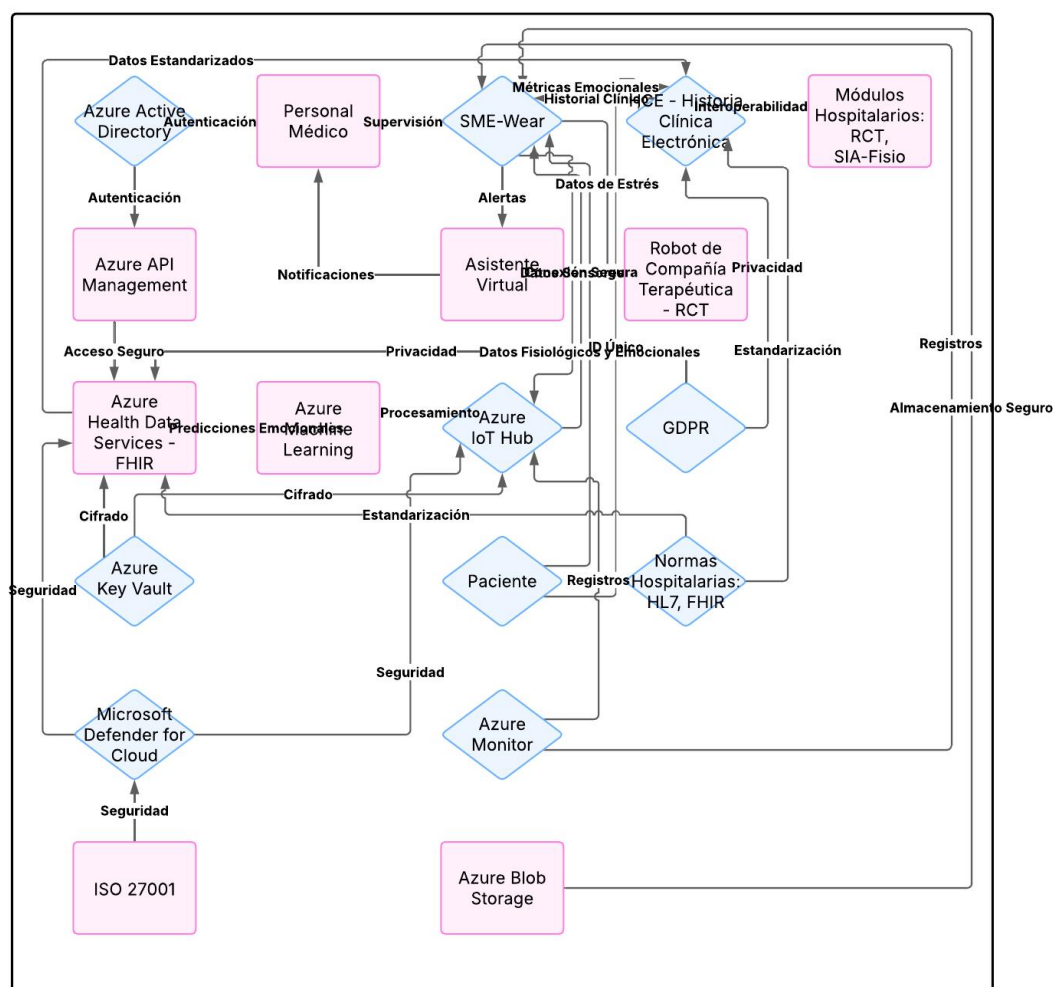 Datos Estandarizados
Métricas Emocionales
Historial Clínico
Azure Active
Directory
Autenticación
Personal
Médico
Supervisión
SME-Wear
HCE - Historia
Clínica
Electrónica
Interoperabilidad
Módulos
Hospitalarios:
RCT,
SIA-Fisio
Datos de Estrés
Autenticación
Alertas
Azure API
Management
Notificaciones
Asistente
Virtual
Conexión Segura
Robot de
Compañía
Terapéutica
- RCT
Privacidad
Registros
Acceso Seguro
Privacidad
ID Único
Datos Fisiológicos y Emocionales
Estandarización
Azure
Health Data
Services -
FHIR
Predicciones Emocionales
Azure
Machine
Learning
Procesamiento
Azure
IoT Hub
GDPR
Almacenamiento Seguro
Cifrado
Cifrado
Estandarización
Azure
Key Vault
Seguridad
Paciente
Registros
Normas
Hospitalarias:
HL7, FHIR
Seguridad
Microsoft
Defender for
Cloud
Azure
Monitor
Seguridad
ISO 27001
Azure Blob
Storage